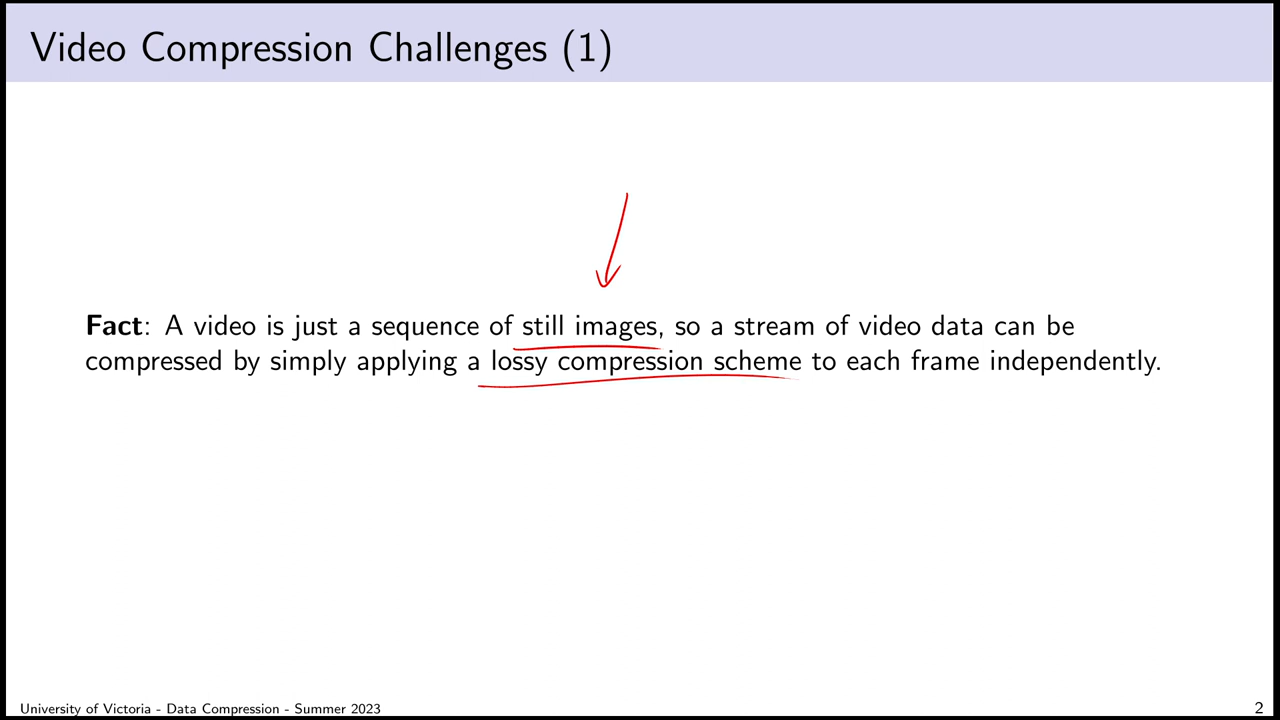 Video Compression Challenges (1)
Fact: A video is just a sequence of still images, so a stream of video data can be
compressed by simply applying a lossy compression scheme to each frame independently.
University of Victoria - Data Compression - Summer 2023
2